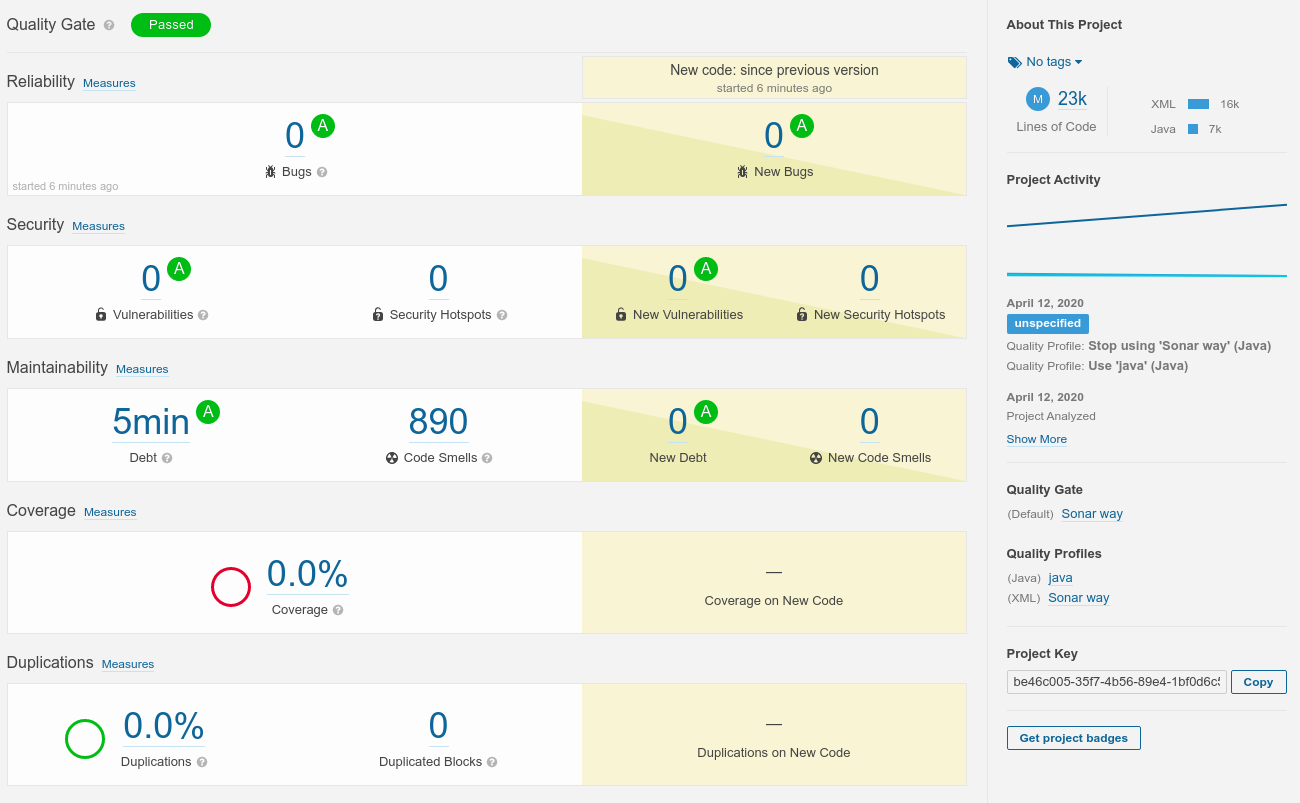 Quality Gate ? Passed
New code: since previous version
started 6 minutes ago
Reliability Measures
0 A
Bugs ?
started 6 minutes ago
0 A
New Bugs
Security Measures
0 A
Vulnerabilities ?
0
Security Hotspots ?
0 A
New Vulnerabilities
0
New Security Hotspots
Maintainability Measures
5min A
Debt ?
890
Code Smells ?
0 A
New Debt
0
New Code Smells
Coverage Measures
0.0%
Coverage ?
—
Coverage on New Code
Duplications Measures
0.0%
Duplications ?
0
Duplicated Blocks ?
—
Duplications on New Code
About This Project
No tags
M 23k
Lines of Code
XML 16k
Java 7k
Project Activity
April 12, 2020
unspecified
Quality Profile: Stop using 'Sonar way' (Java)
Quality Profile: Use 'java' (Java)
April 12, 2020
Project Analyzed
Show More
Quality Gate
(Default) Sonar way
Quality Profiles
(Java) java
(XML) Sonar way
Project Key
be46c005-35f7-4b56-89e4-1bf0d6c Copy
Get project badges